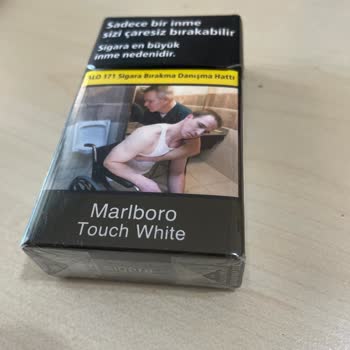 Sadece bir inme
sizi çaresiz bırakabilir
Sigara en büyük
inme nedenidir.
ALO 171 Sigara Bırakma Danışma Hattı
Marlboro
Touch White